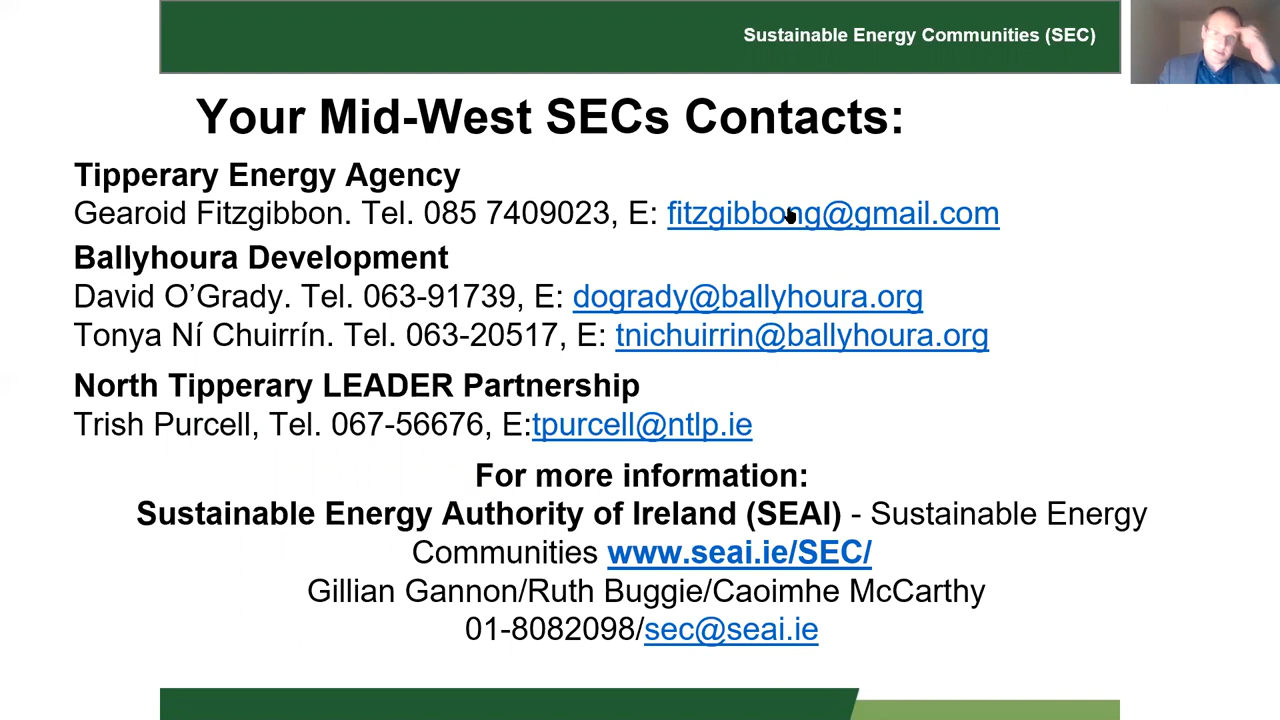 Sustainable Energy Communities (SEC)
Your Mid-West SECs Contacts:
Tipperary Energy Agency
Gearoid Fitzgibbon. Tel. 085 7409023, E: fitzgibbong@gmail.com
Ballyhoura Development
David O’Grady. Tel. 063-91739, E: dogrady@ballyhoura.org
Tonya Ní Chuirrín. Tel. 063-20517, E: tnichuirrin@ballyhoura.org
North Tipperary LEADER Partnership
Trish Purcell, Tel. 067-56676, E:tpurcell@ntlp.ie
For more information:
Sustainable Energy Authority of Ireland (SEAI) - Sustainable Energy
Communities www.seai.ie/SEC/
Gillian Gannon/Ruth Buggie/Caoimhe McCarthy
01-8082098/sec@seai.ie